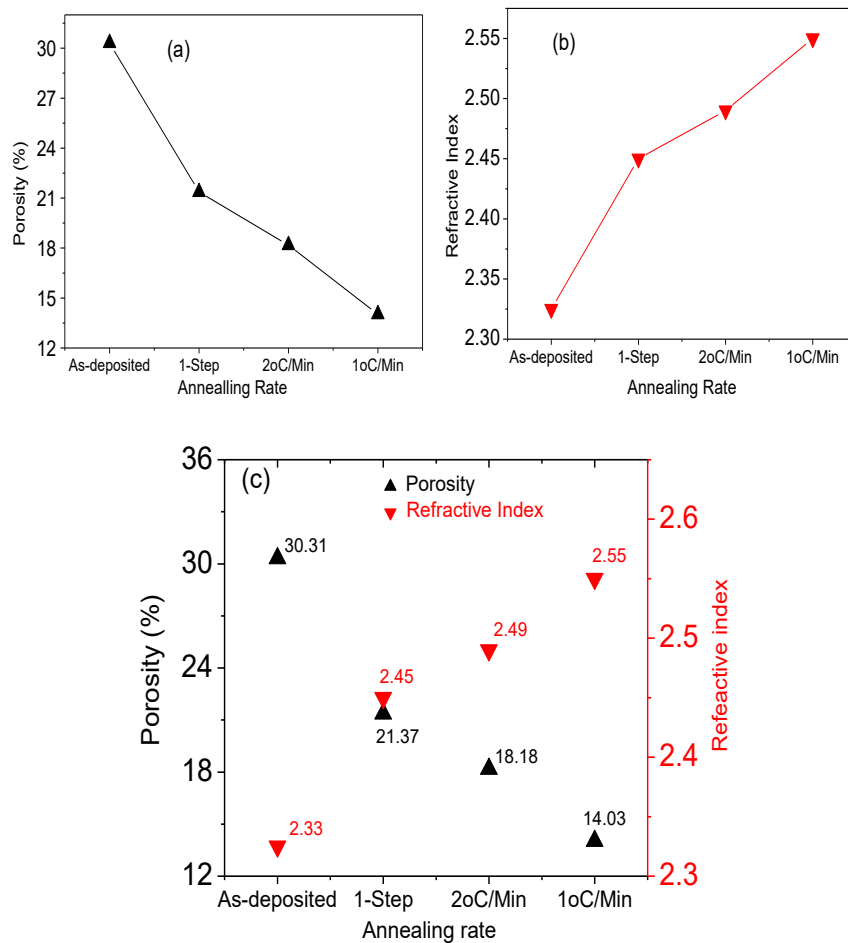 (a)
Porosity (%)
30
27
24
21
18
15
12
As-deposited 1-Step 2oC/Min 1oC/Min
Annealling Rate
(b)
Refractive Index
2.55
2.50
2.45
2.40
2.35
2.30
As-deposited 1-Step 2oC/Min 1oC/Min
Annealing Rate
(c)
Porosity
Refractive Index
Porosity (%)
36
30
24
18
12
30.31
21.37
18.18
14.03
2.33
2.45
2.49
2.55
2.6
2.5
2.4
2.3
Refeactive index
As-deposited 1-Step 2oC/Min 1oC/Min
Annealing rate